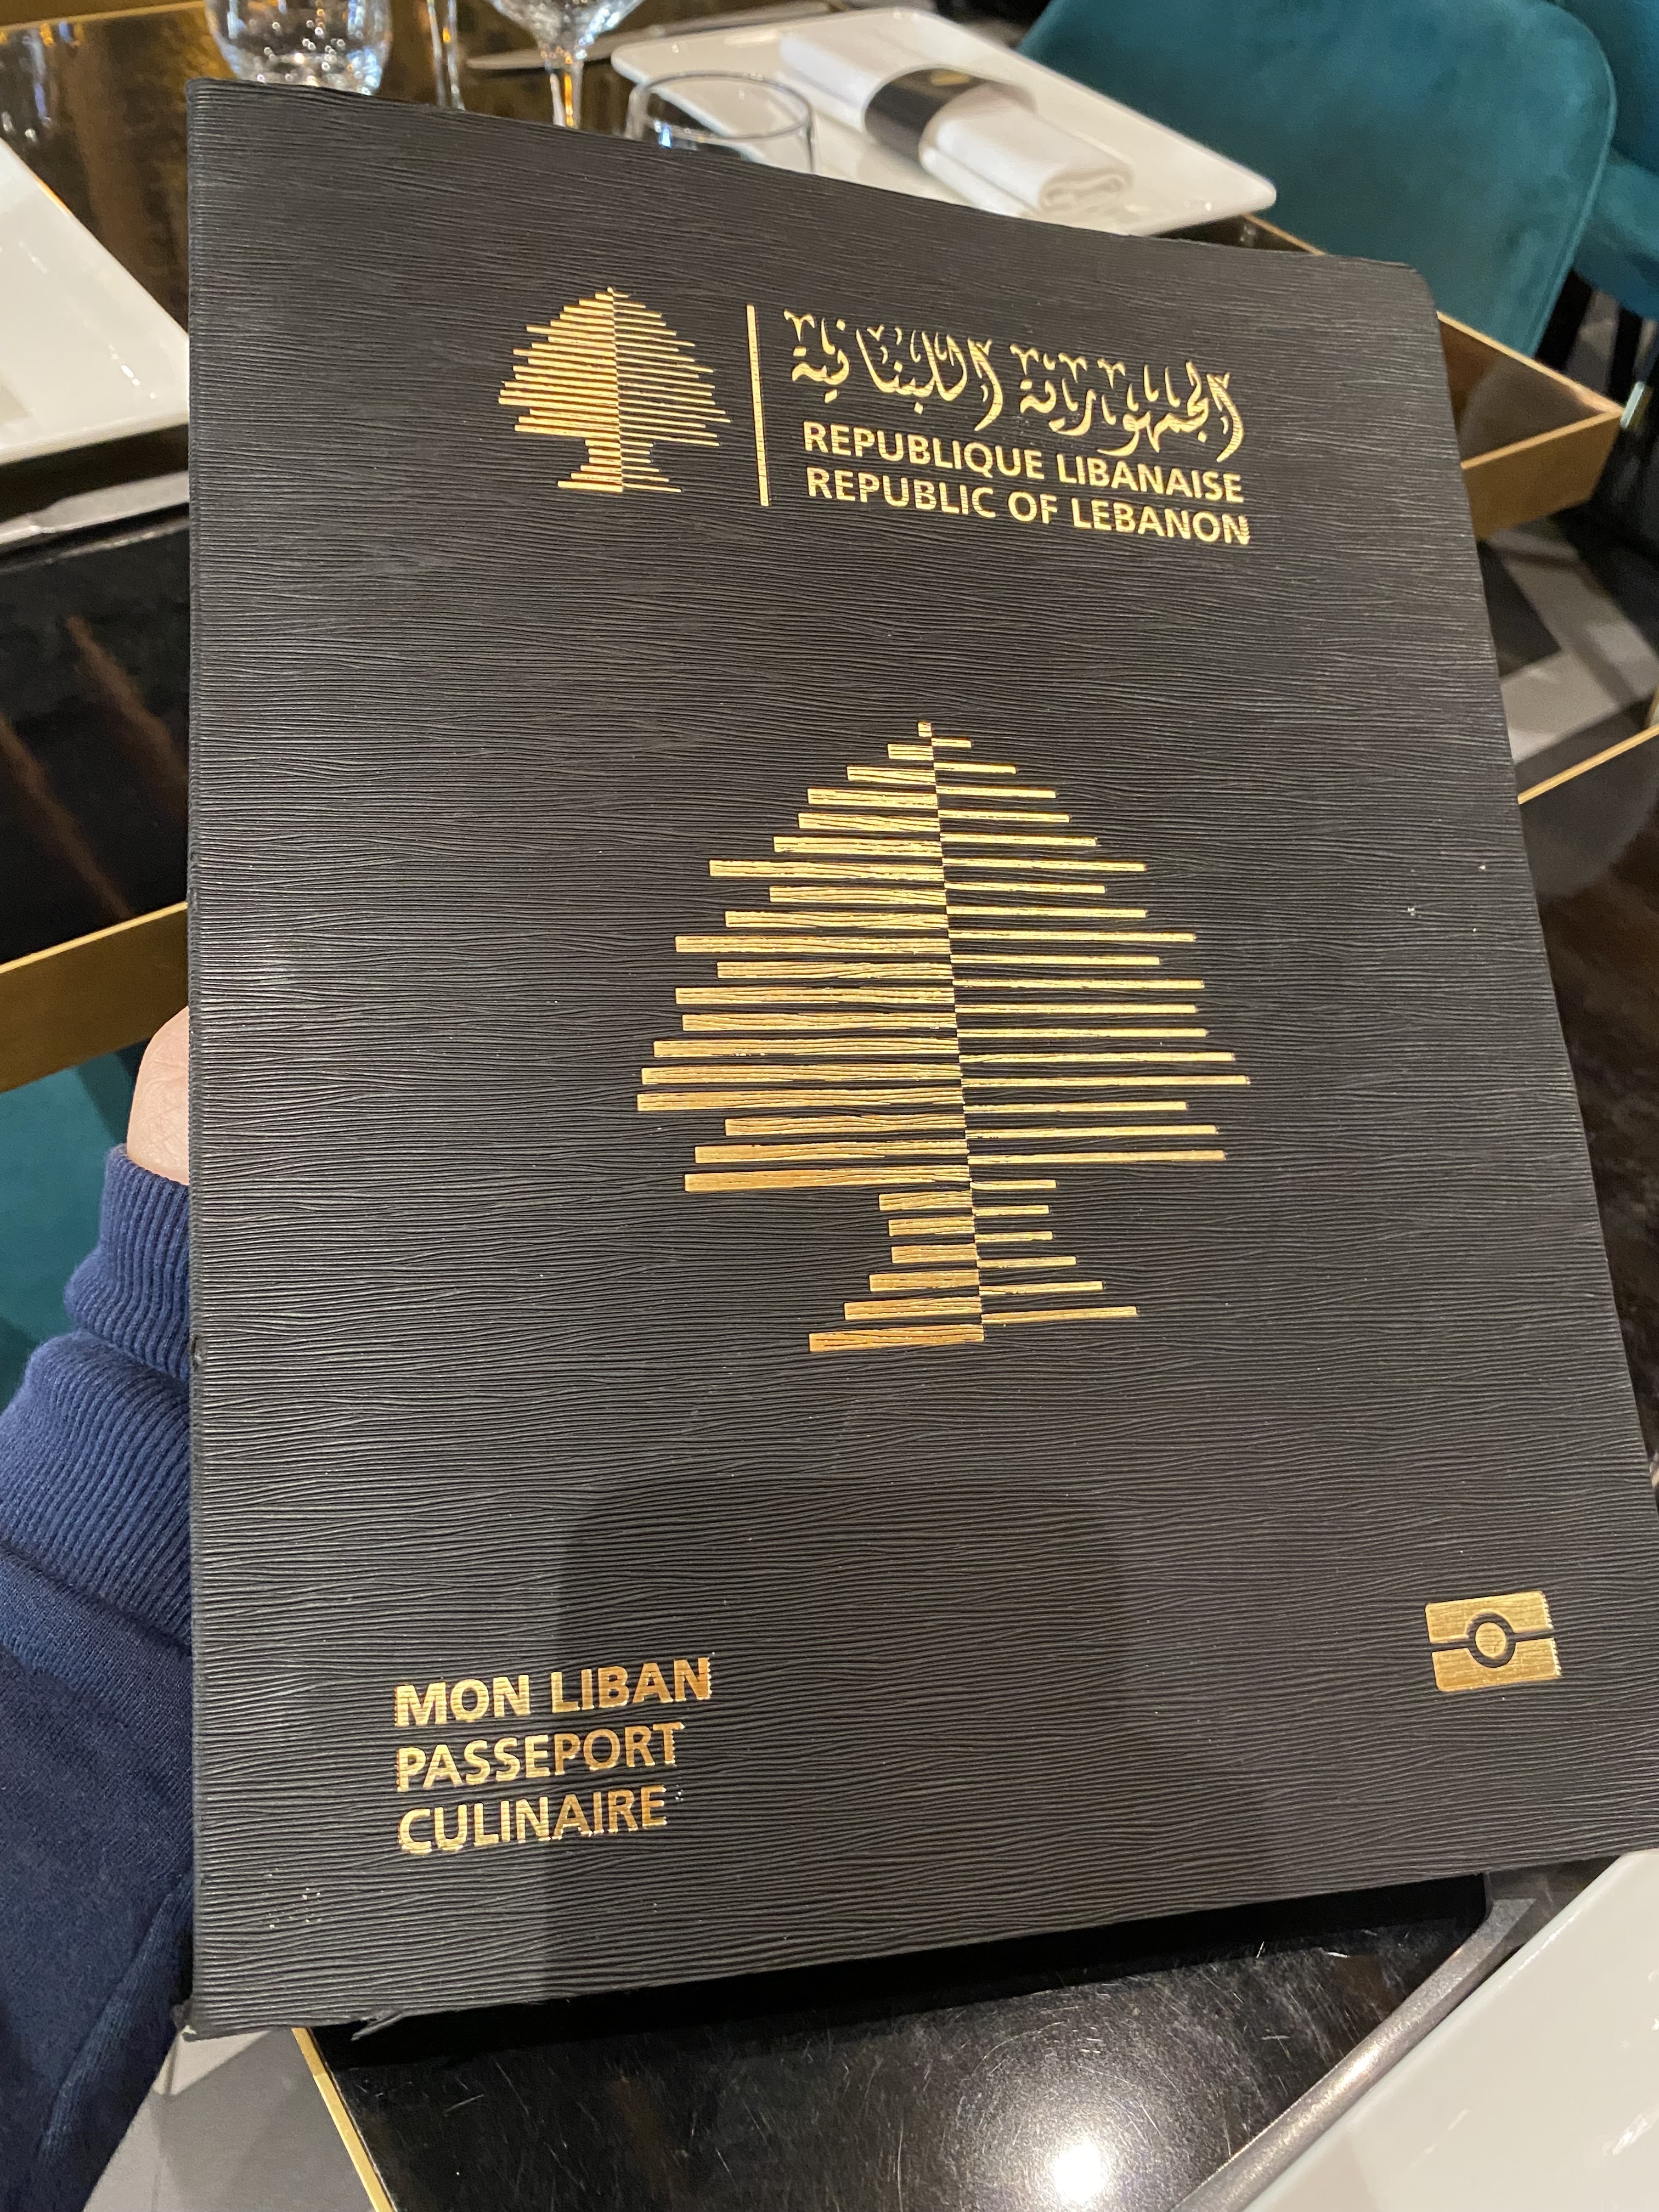 الجمهورية اللبنانية
REPUBLIQUE LIBANAISE
REPUBLIC OF LEBANON
MON LIBAN
PASSEPORT
CULINAIRE